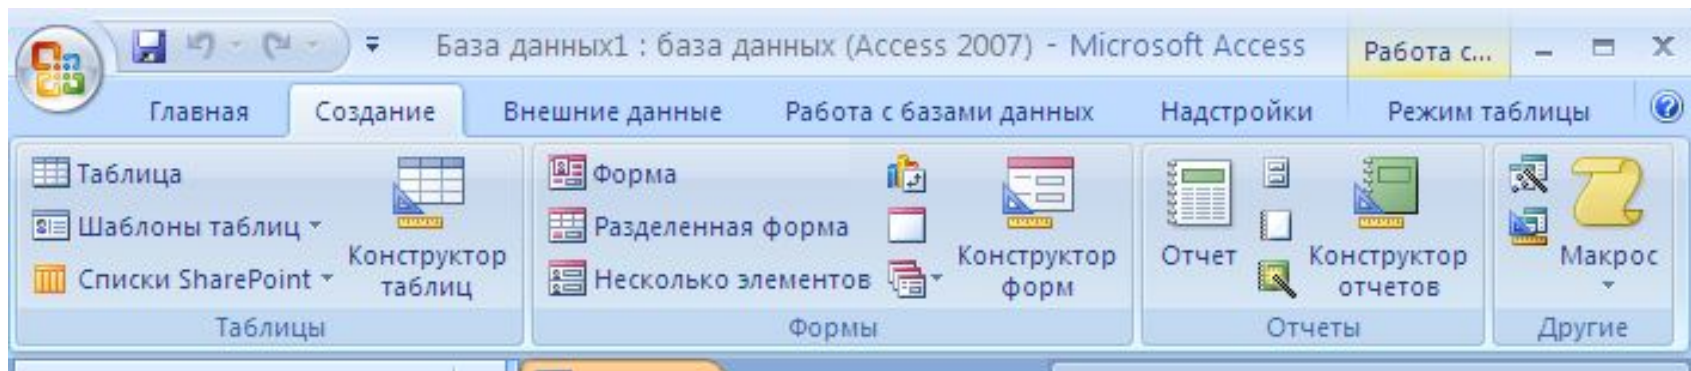 База данных1 : база данных (Access 2007) - Microsoft Access
Работа с...
Главная Создание Внешние данные Работа с базами данных Надстройки Режим таблицы
Таблица
Шаблоны таблиц
Списки SharePoint
Конструктор
таблиц
Таблицы
Форма
Разделенная форма
Несколько элементов
Конструктор
форм
Формы
Отчет
Конструктор
отчетов
Отчеты
Макрос
Другие